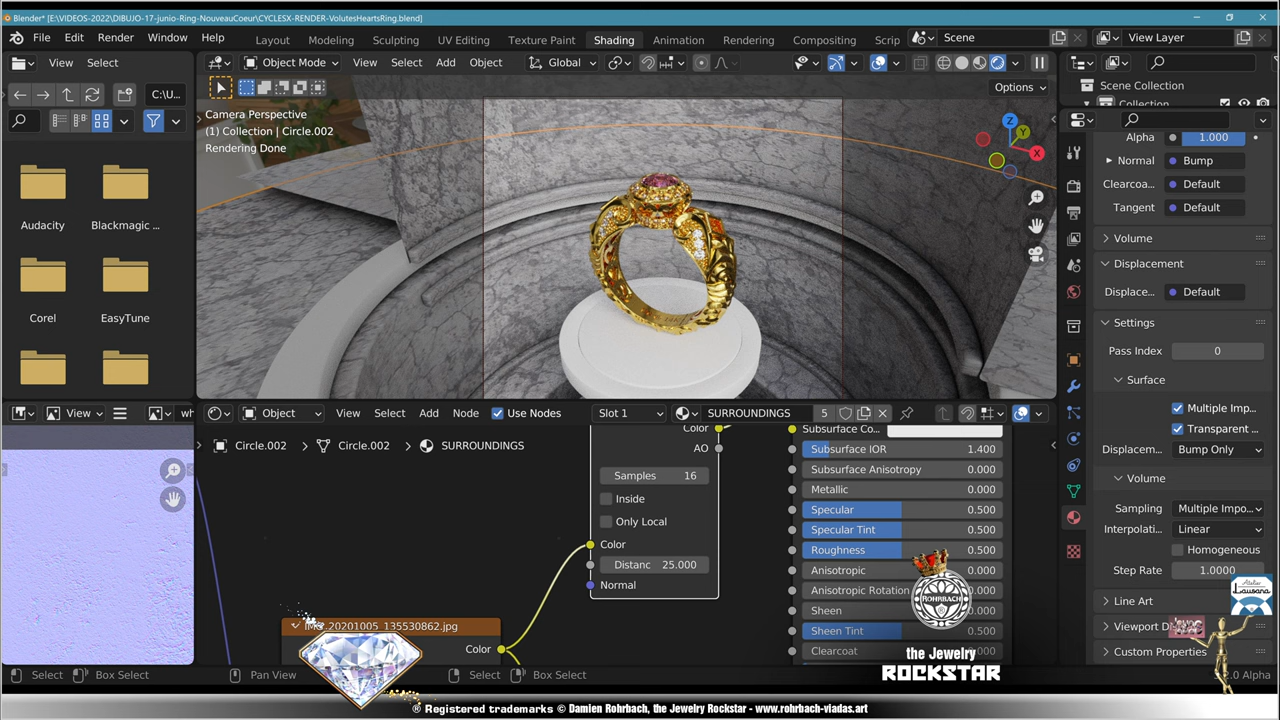 Blender* [E:\VIDEOS-2022\DIBUJO-17-junio-Ring-NouveauCoeur\CYCLESX-RENDER-VolutesHeartsRing.blend]
File Edit Render Window Help
Layout Modeling Sculpting UV Editing Texture Paint Shading Animation Rendering Compositing Scrip
Scene
View Layer
View Select
Object Mode View Select Add Object Global
C:\U...
Options
Audacity
Blackmagic ...
Corel
EasyTune
Camera Perspective
(1) Collection | Circle.002
Rendering Done
Z
Y
X
Scene Collection
Collection
Alpha 1.000
Normal Bump
Clearcoa... Default
Tangent Default
Volume
Displacement
Displace... Default
Settings
Pass Index 0
Surface
Multiple Imp...
Transparent ...
Displacem... Bump Only
Volume
Sampling Multiple Impo...
Interpolati... Linear
Homogeneous
Step Rate 1.0000
Line Art
Viewport D
Custom Properties
View
wh
Object View Select Add Node Use Nodes Slot 1 SURROUNDINGS 5
Circle.002 Circle.002 SURROUNDINGS
Color
AO
Samples 16
Inside
Only Local
Color
Distanc 25.000
Normal
20201005_135530862.jpg
Color
Subsurface Co...
Subsurface IOR 1.400
Subsurface Anisotropy 0.000
Metallic 0.000
Specular 0.500
Specular Tint 0.500
Roughness 0.500
Anisotropic 0.000
Anisotropic Rotation
Sheen
Sheen Tint 0.500
Clearcoat
ROHRBACH
the Jewelry
ROCKSTAR
Atelier
Lausana
Select Box Select Pan View Select Box Select
.0 Alpha
® Registered trademarks © Damien Rohrbach, the Jewelry Rockstar - www.rohrbach-viadas.art